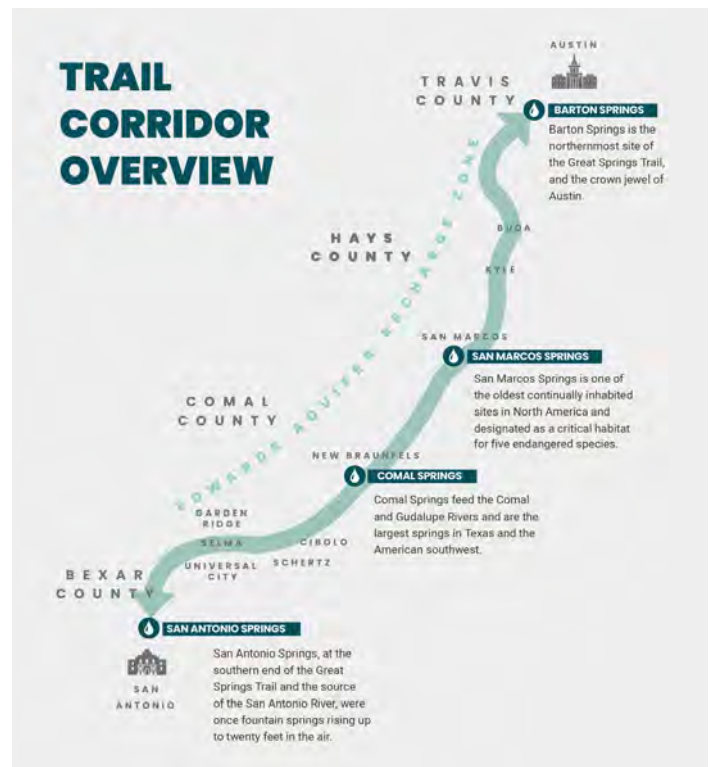 TRAIL
CORRIDOR
OVERVIEW
AUSTIN
TRAVIS
COUNTY
BARTON SPRINGS
Barton Springs is the
northernmost site of
the Great Springs Trail,
and the crown jewel of
Austin.
EDWARDS AQUIFER RECHARGE ZONE
HAYS
COUNTY
BUDA
KYLE
SAN MARCOS
SAN MARCOS SPRINGS
San Marcos Springs is one of
the oldest continually inhabited
sites in North America and
designated as a critical habitat
for five endangered species.
COMAL
COUNTY
NEW BRAUNFELS
COMAL SPRINGS
Comal Springs feed the Comal
and Gudalupe Rivers and are the
largest springs in Texas and the
American southwest.
GARDEN
RIDGE
SELMA
CIBOLO
UNIVERSAL
CITY
SCHERTZ
BEXAR
COUNTY
SAN ANTONIO SPRINGS
San Antonio Springs, at the
southern end of the Great
Springs Trail and the source
of the San Antonio River, were
once fountain springs rising up
to twenty feet in the air.
SAN
ANTONIO